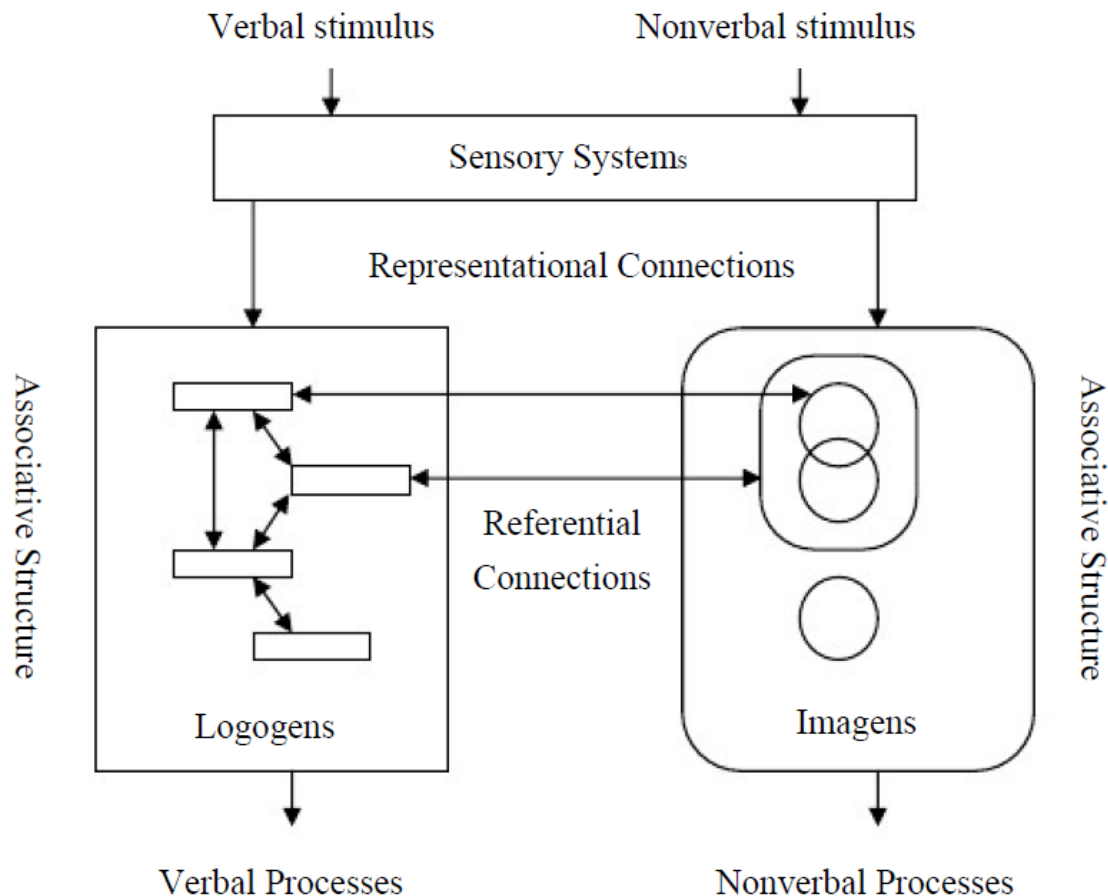 Verbal stimulus
Nonverbal stimulus
Sensory Systems
Representational Connections
Associative Structure
Associative Structure
Referential
Connections
Logogens
Imagens
Verbal Processes
Nonverbal Processes